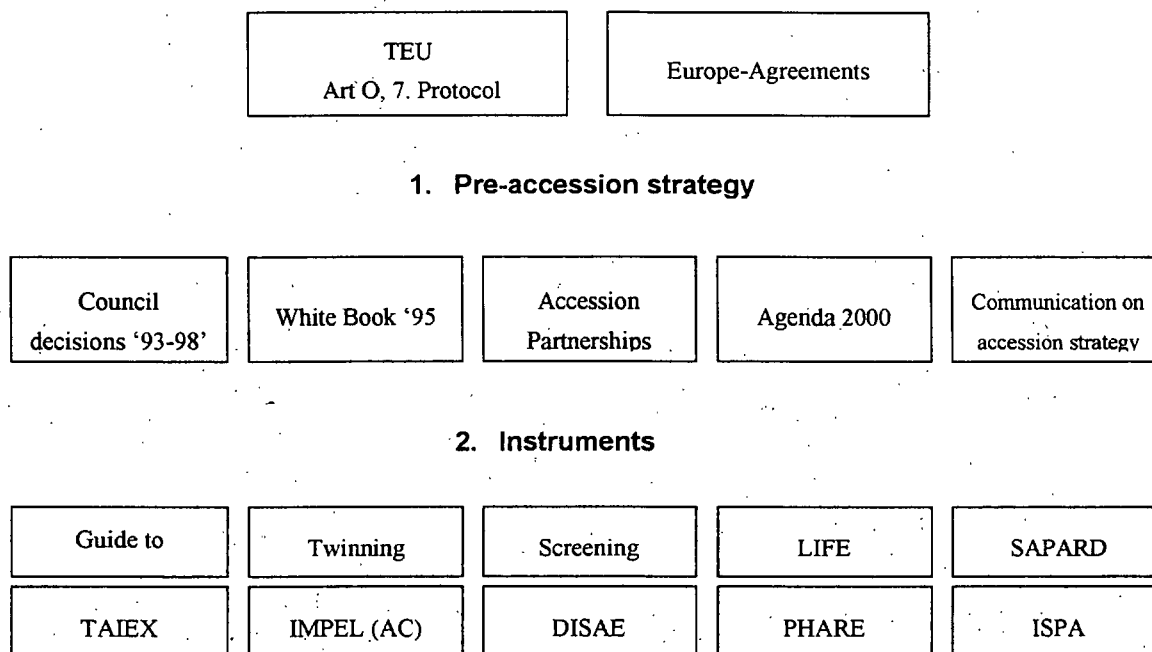 TEU
Art O, 7. Protocol
Europe-Agreements
1. Pre-accession strategy
Council
decisions ‘93-98’
White Book ‘95
Accession
Partnerships
Agenda 2000
Communication on
accession strategy
2. Instruments
Guide to
Twinning
Screening
LIFE
SAPARD
TAIEX
IMPEL (AC)
DISAE
PHARE
ISPA